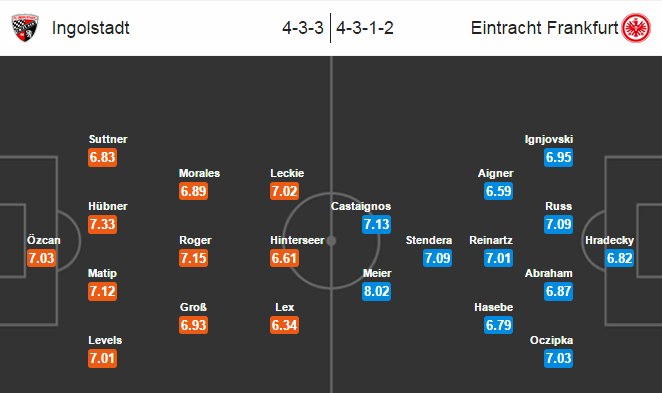 Ingolstadt 4-3-3 4-3-1-2 Eintracht Frankfurt
Suttner
6.83
Hübner
7.33
Özcan
7.03
Matip
7.12
Levels
7.01
Morales
6.89
Roger
7.15
Groß
6.93
Leckie
7.02
Hinterseer
6.61
Lex
6.34
Castaignos
7.13
Meier
8.02
Stendera
7.09
Aigner
6.59
Reinartz
7.01
Hasebe
6.79
Ignjovski
6.95
Russ
7.09
Abraham
6.87
Oczipka
7.03
Hradecky
6.82